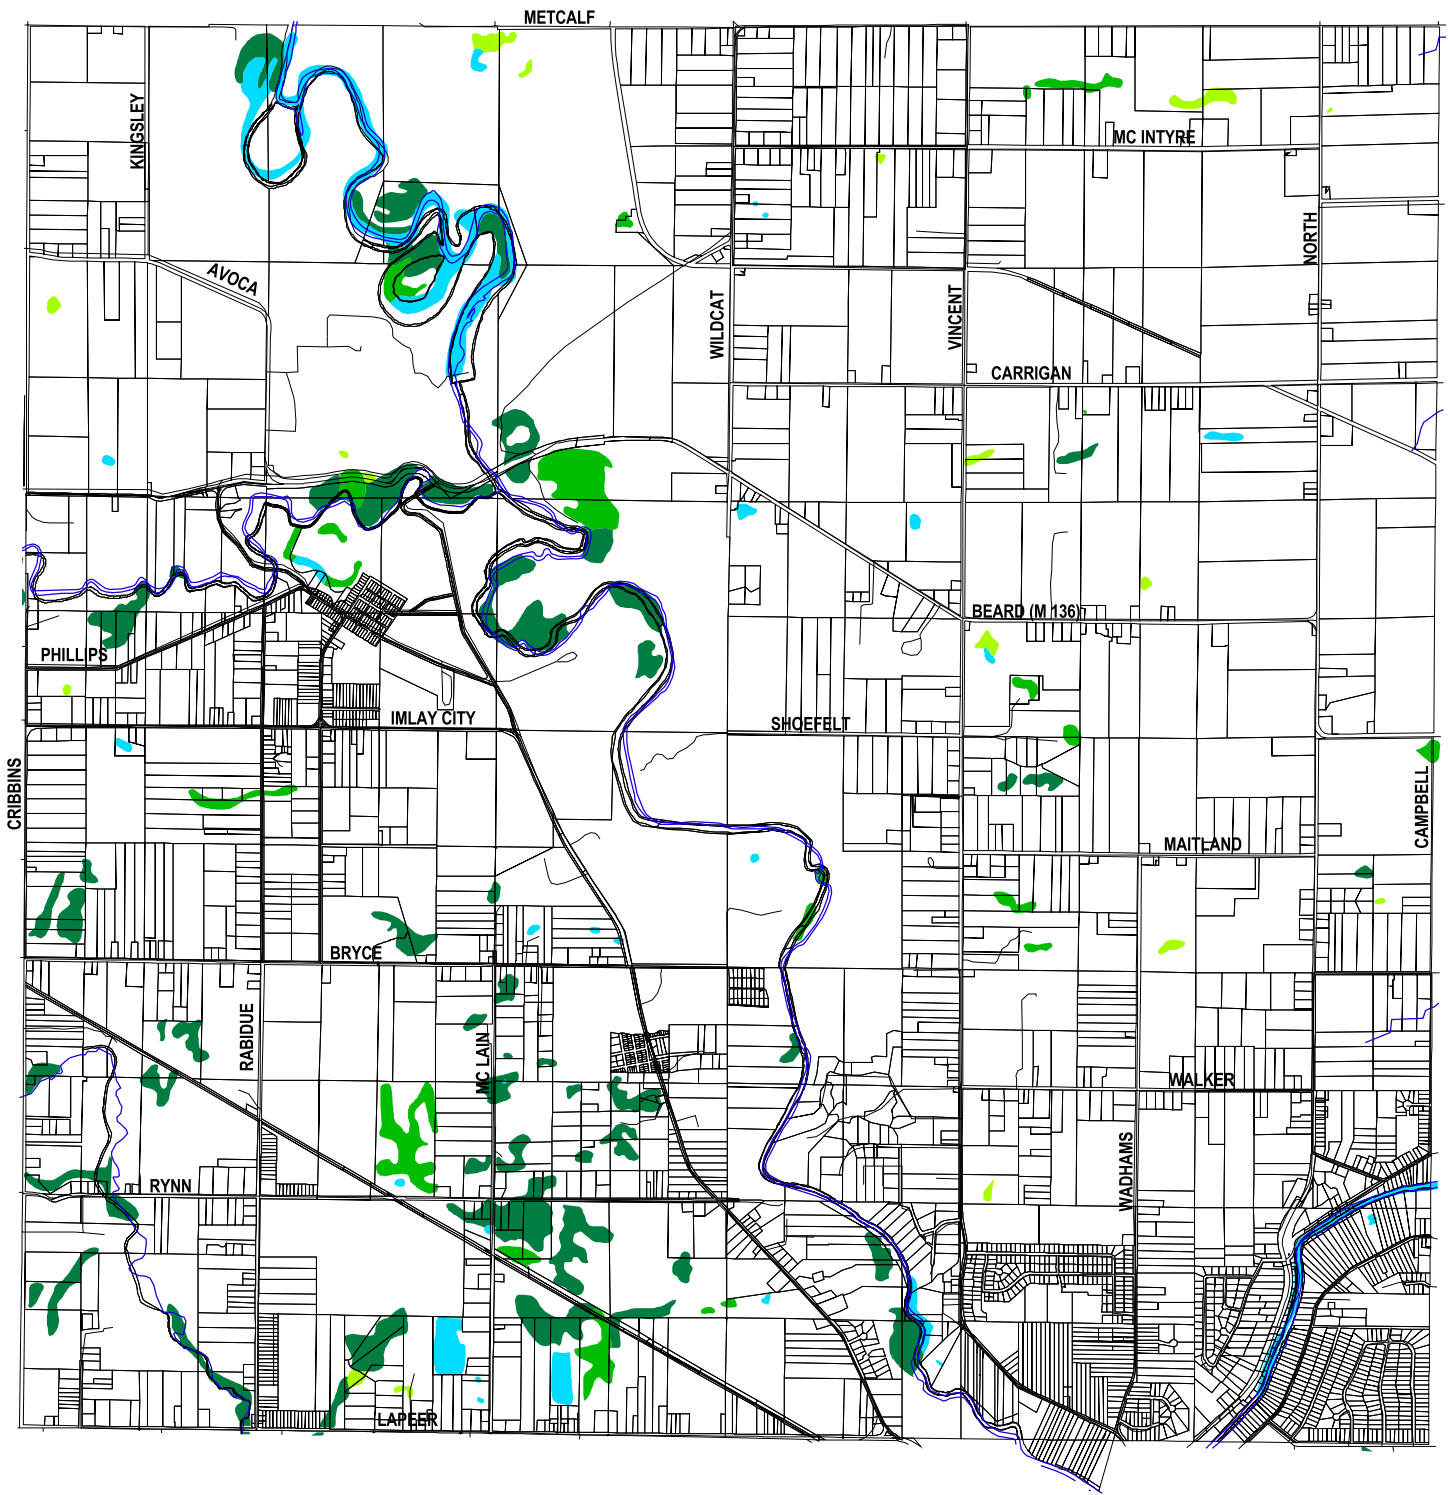 METCALF
KINGSLEY
MC INTYRE
NORTH
AVOCA
WILDCAT
VINCENT
CARRIGAN
BEARD (M 136)
PHILLIPS
IMLAY CITY
SHOEFELT
CRIBBINS
CAMPBELL
MAITLAND
BRYCE
RABIDUE
MC LAIN
WALKER
WADHAMS
RYNN
LAPEER